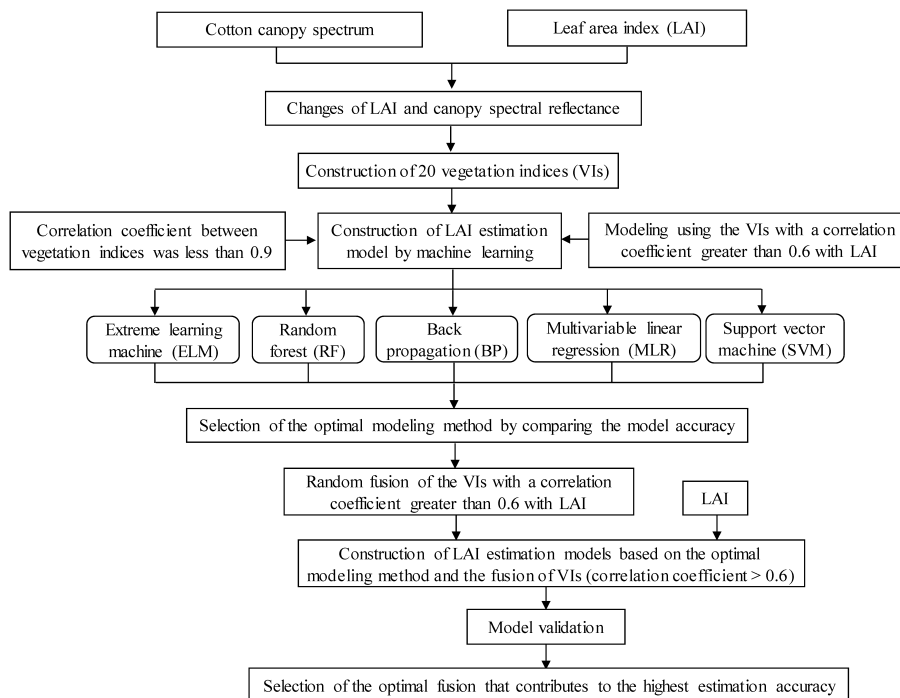 Cotton canopy spectrum
Leaf area index (LAI)
Changes of LAI and canopy spectral reflectance
Construction of 20 vegetation indices (VIs)
Correlation coefficient between
vegetation indices was less than 0.9
Construction of LAI estimation
model by machine learning
Modeling using the VIs with a correlation
coefficient greater than 0.6 with LAI
Extreme learning
machine (ELM)
Random
forest (RF)
Back
propagation (BP)
Multivariable linear
regression (MLR)
Support vector
machine (SVM)
Selection of the optimal modeling method by comparing the model accuracy
Random fusion of the VIs with a correlation
coefficient greater than 0.6 with LAI
LAI
Construction of LAI estimation models based on the optimal
modeling method and the fusion of VIs (correlation coefficient > 0.6)
Model validation
Selection of the optimal fusion that contributes to the highest estimation accuracy